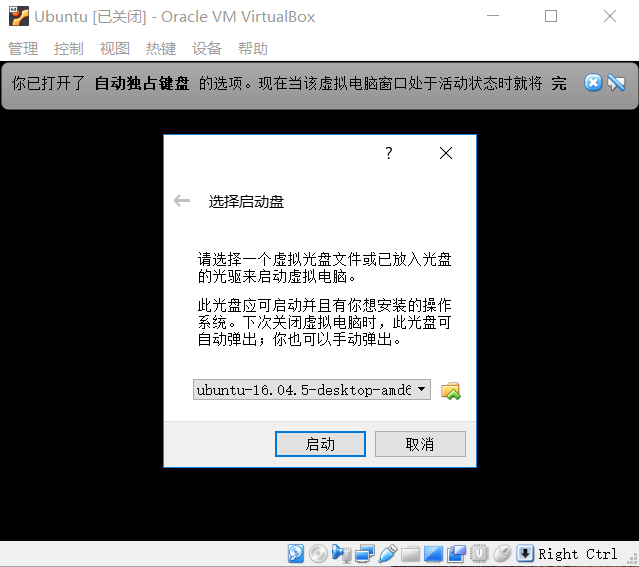 Ubuntu [已关闭] - Oracle VM VirtualBox
管理 控制 视图 热键 设备 帮助
你已打开了 自动独占键盘 的选项。现在当该虚拟电脑窗口处于活动状态时就将 完
?
选择启动盘
请选择一个虚拟光盘文件或已放入光盘
的光驱来启动虚拟电脑。
此光盘应可启动并且有你想安装的操作
系统。下次关闭虚拟电脑时，此光盘可
自动弹出；你也可以手动弹出。
ubuntu-16.04.5-desktop-amd6
启动 取消
Right Ctrl